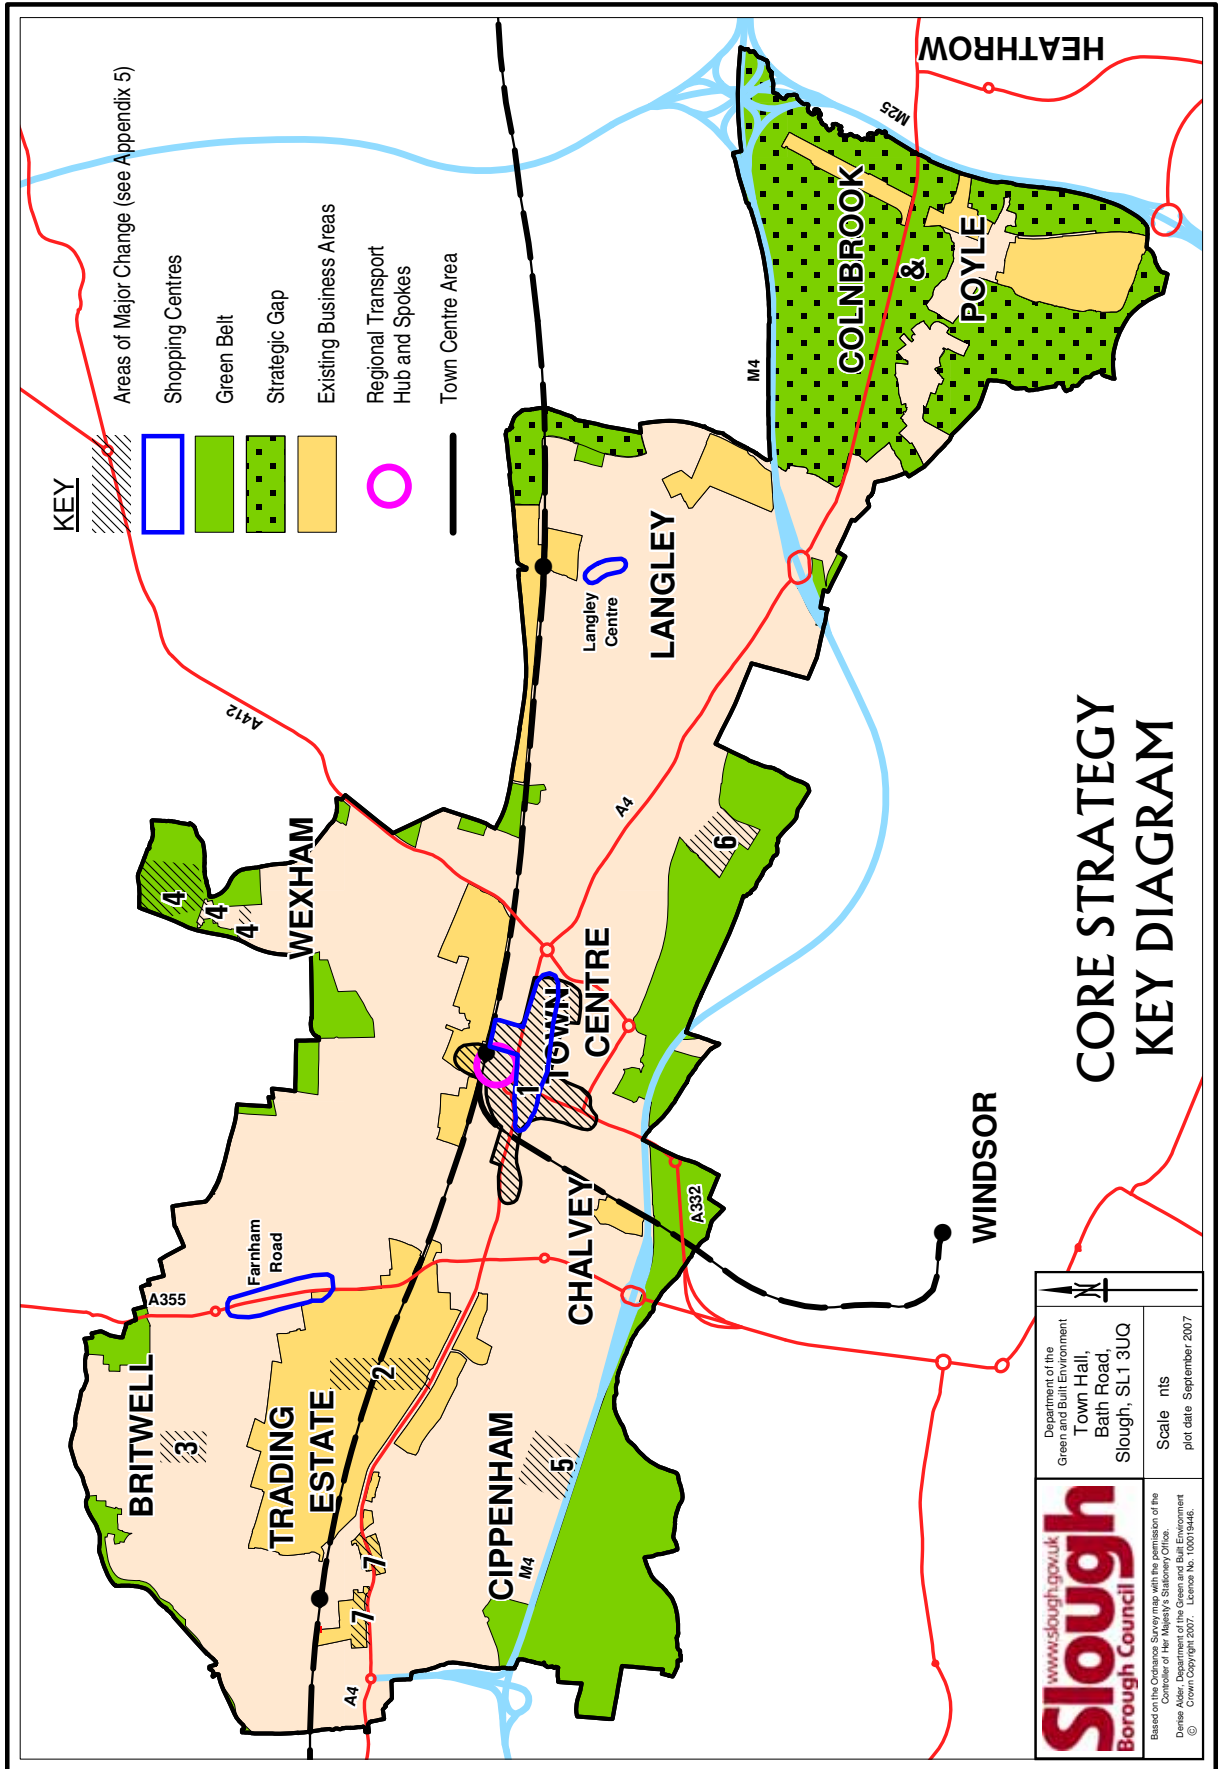 KEY
Areas of Major Change (see Appendix 5)
Shopping Centres
Green Belt
Strategic Gap
Existing Business Areas
Regional Transport
Hub and Spokes
Town Centre Area
BRITWELL
3
A355
Farnham
Road
TRADING
ESTATE
2
7
7
A4
CIPPENHAM
M4
5
CHALVEY
A332
WINDSOR
WEXHAM
4
4
4
A412
1
TOWN
CENTRE
A4
6
Langley
Centre
LANGLEY
M4
COLNBROOK
&
POYLE
M25
HEATHROW
CORE STRATEGY
KEY DIAGRAM
www.slough.gov.uk
Slough
Borough Council
Department of the
Green and Built Environment
Town Hall,
Bath Road,
Slough, SL1 3UQ
N
Based on the Ordnance Survey map with the permission of the
Controller of Her Majesty's Stationery Office.
Denise Alder, Department of the Green and Built Environment
© Crown Copyright 2007. Licence No. 100019446.
Scale nts
plot date September 2007